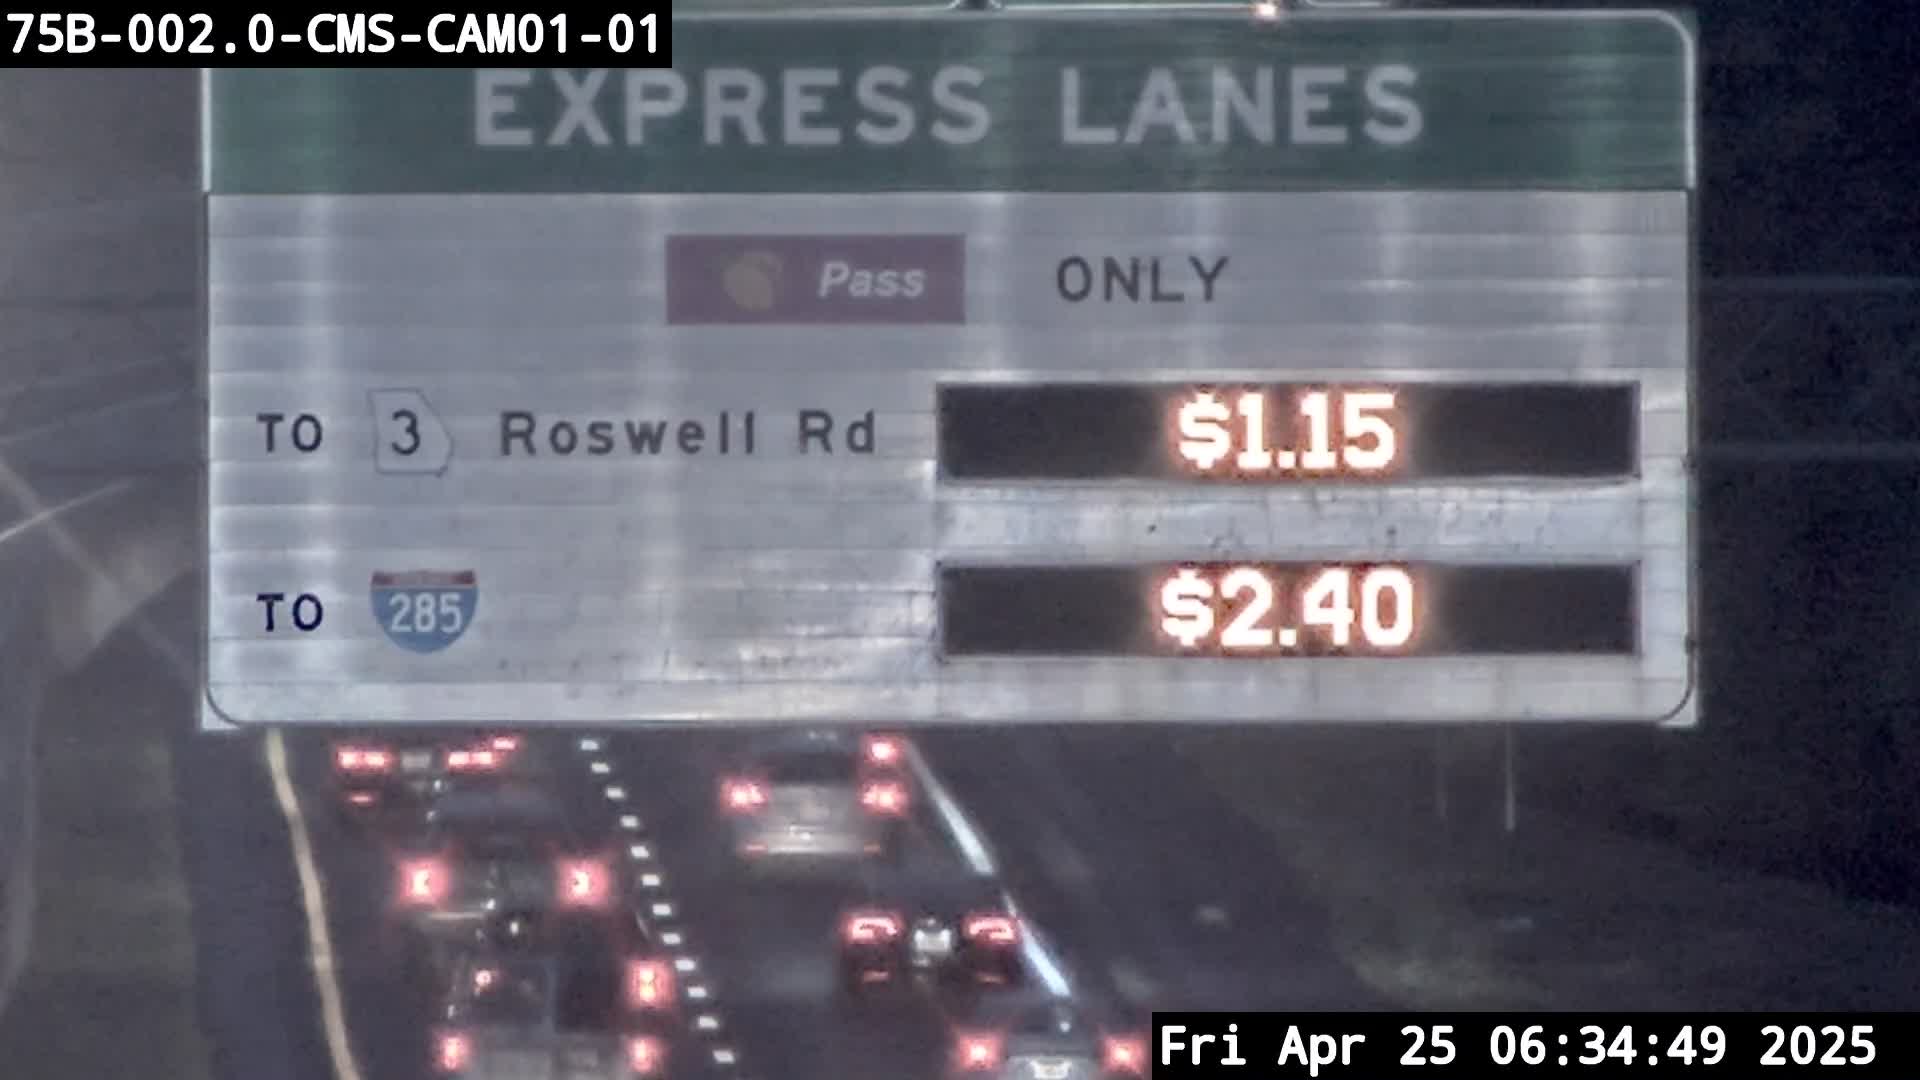 75B-002.0-CMS-CAM01-01
EXPRESS LANES
Pass ONLY
TO 3 Roswell Rd $1.15
TO 285 $2.40
Fri Apr 25 06:34:49 2025